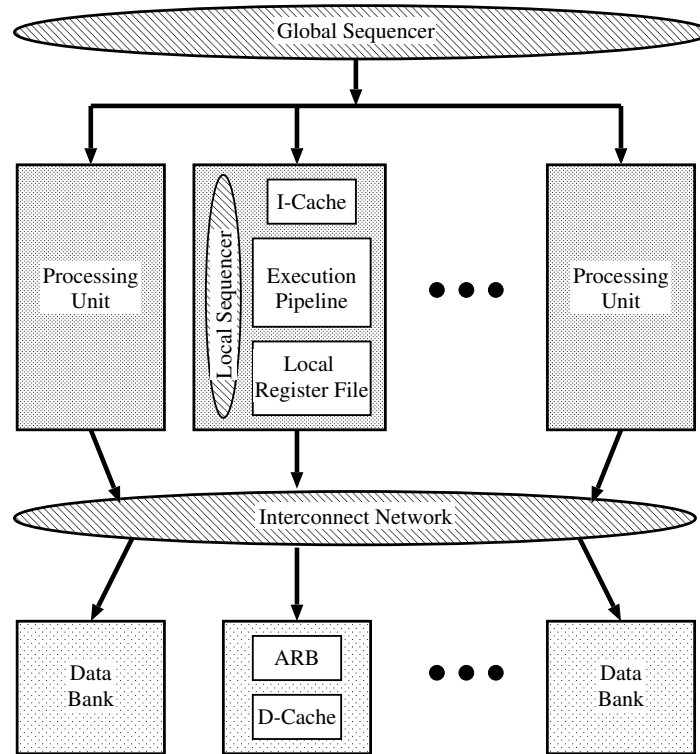 Global Sequencer
Processing
Unit
Local Sequencer
I-Cache
Execution
Pipeline
Local
Register File
Processing
Unit
Interconnect Network
Data
Bank
ARB
D-Cache
Data
Bank